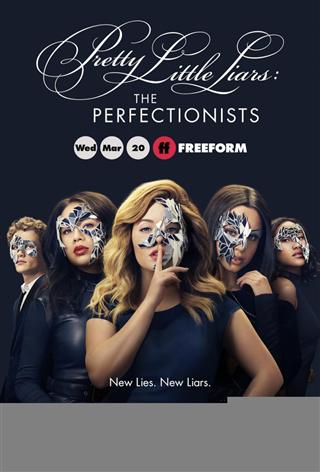 Pretty Little Liars:
THE
PERFECTIONISTS
Wed Mar 20 ff FREEFORM
New Lies. New Liars.